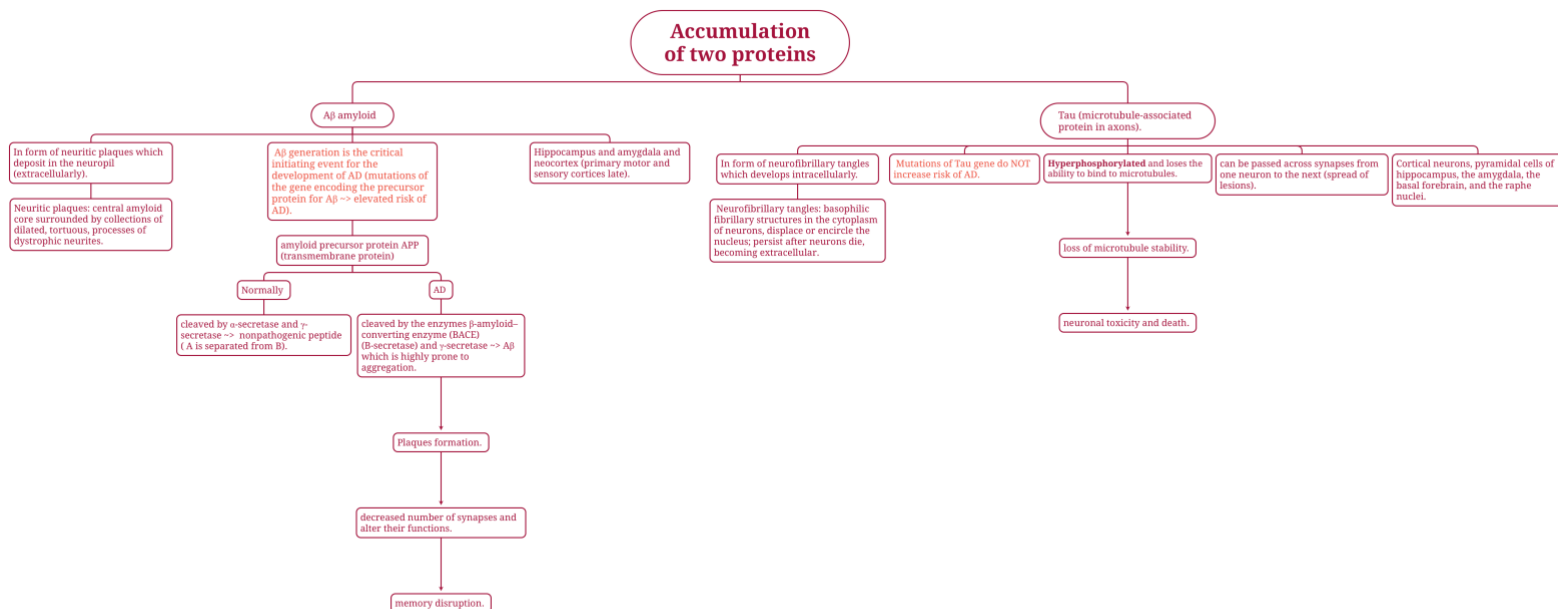 Accumulation
of two proteins
Aβ amyloid
In form of neuritic plaques which
deposit in the neuropil
(extracellularly).
Neuritic plaques: central amyloid
core surrounded by collections of
dilated, tortuous, processes of
dystrophic neurites.
Aβ generation is the critical
initiating event for the
development of AD (mutations of
the gene encoding the precursor
protein for Aβ ~> elevated risk of
AD).
amyloid precursor protein APP
(transmembrane protein)
Normally
cleaved by α-secretase and γ-
secretase ~> nonpathogenic peptide
( A is separated from B).
AD
cleaved by the enzymes β-amyloid–
converting enzyme (BACE)
(B-secretase) and γ-secretase ~> Aβ
which is highly prone to
aggregation.
Plaques formation.
decreased number of synapses and
alter their functions.
memory disruption.
Hippocampus and amygdala and
neocortex (primary motor and
sensory cortices late).
Tau (microtubule-associated
protein in axons).
In form of neurofibrillary tangles
which develops intracellularly.
Neurofibrillary tangles: basophilic
fibrillary structures in the cytoplasm
of neurons, displace or encircle the
nucleus; persist after neurons die,
becoming extracellular.
Mutations of Tau gene do NOT
increase risk of AD.
Hyperphosphorylated and loses the
ability to bind to microtubules.
loss of microtubule stability.
neuronal toxicity and death.
can be passed across synapses from
one neuron to the next (spread of
lesions).
Cortical neurons, pyramidal cells of
hippocampus, the amygdala, the
basal forebrain, and the raphe
nuclei.